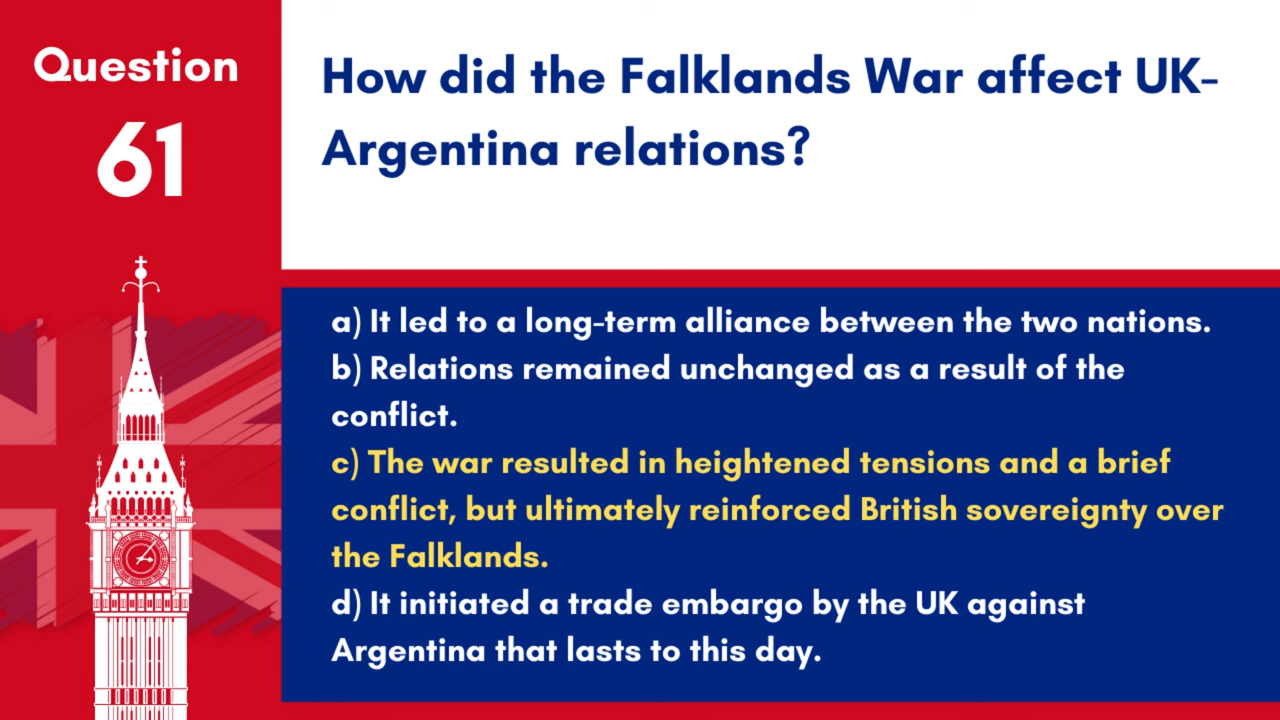 Question
61
How did the Falklands War affect UK-
Argentina relations?
a) It led to a long-term alliance between the two nations.
b) Relations remained unchanged as a result of the
conflict.
c) The war resulted in heightened tensions and a brief
conflict, but ultimately reinforced British sovereignty over
the Falklands.
d) It initiated a trade embargo by the UK against
Argentina that lasts to this day.